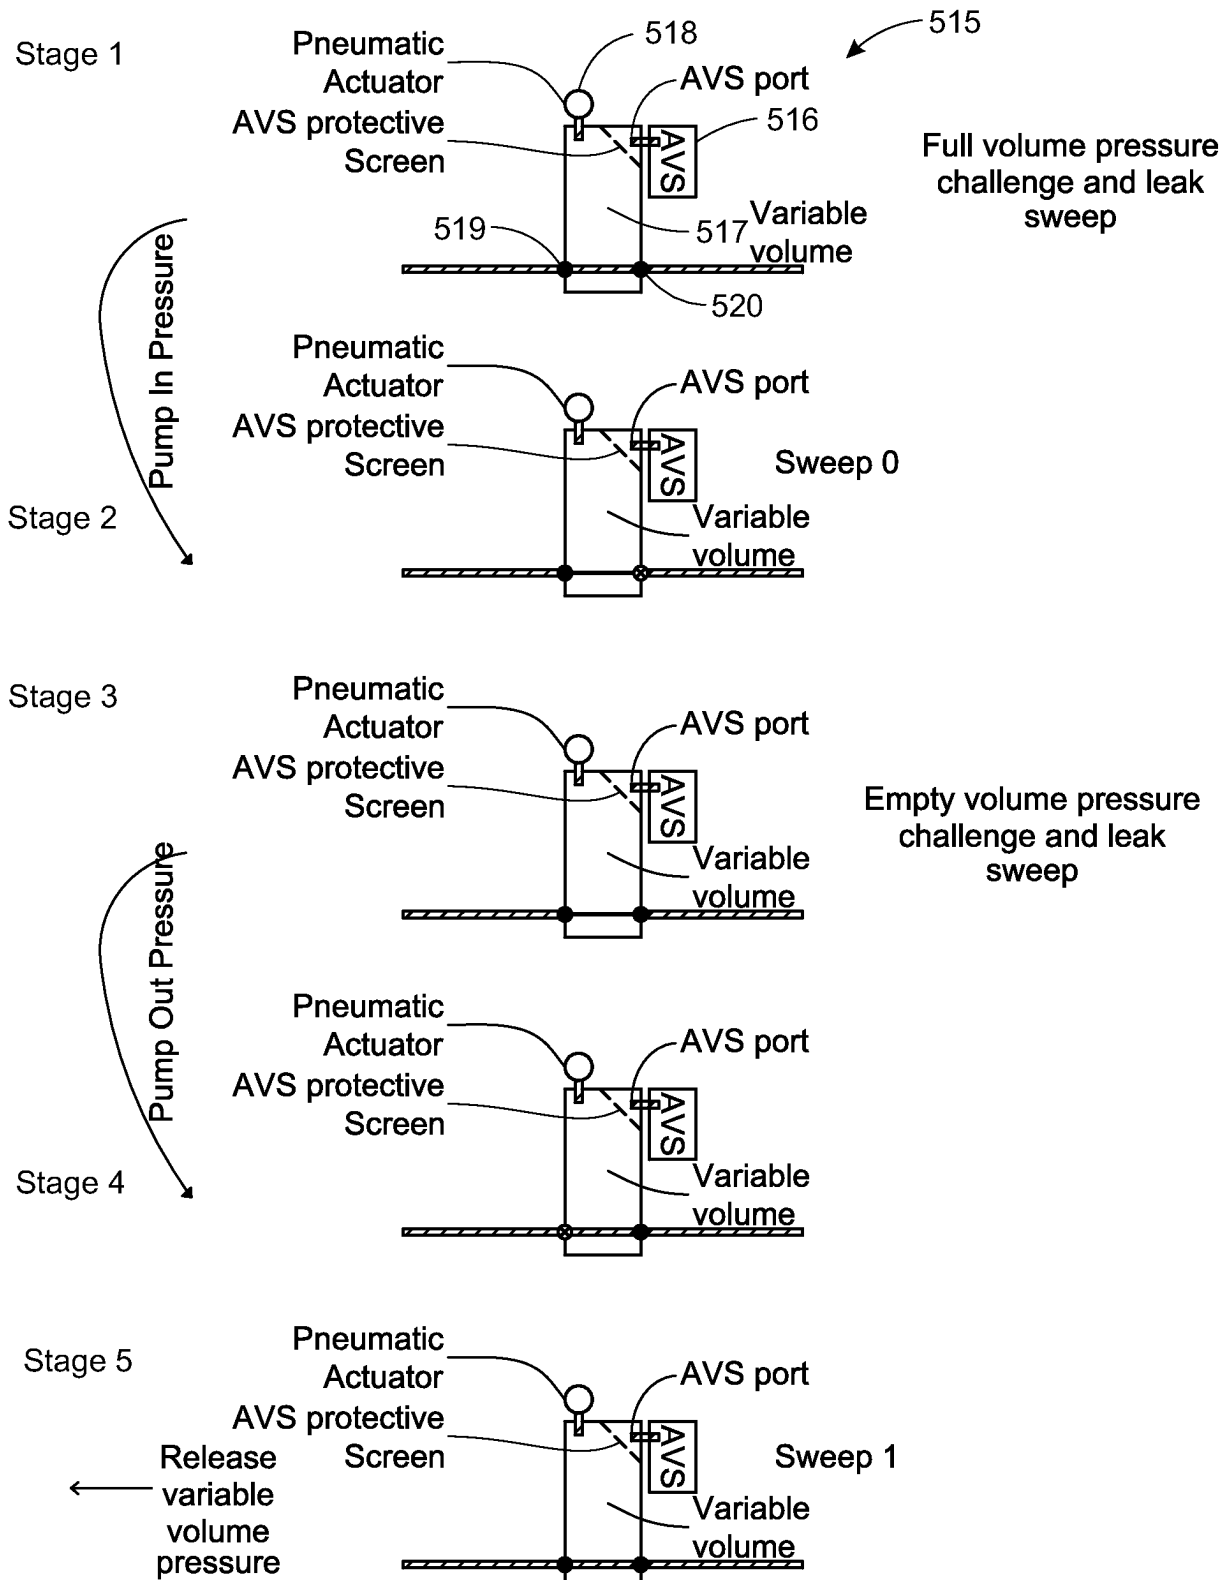 Stage 1
Pneumatic
Actuator
518
515
AVS port
AVS protective
Screen
AVS
516
Full volume pressure
challenge and leak
sweep
519
517
Variable
volume
520
Pump In Pressure
Pneumatic
Actuator
AVS port
AVS protective
Screen
AVS
Sweep 0
Stage 2
Variable
volume
Stage 3
Pneumatic
Actuator
AVS port
AVS protective
Screen
AVS
Empty volume pressure
challenge and leak
sweep
Variable
volume
Pump Out Pressure
Pneumatic
Actuator
AVS port
AVS protective
Screen
AVS
Stage 4
Variable
volume
Stage 5
Pneumatic
Actuator
AVS port
AVS protective
Screen
AVS
Sweep 1
Release
variable
volume
pressure
Variable
volume